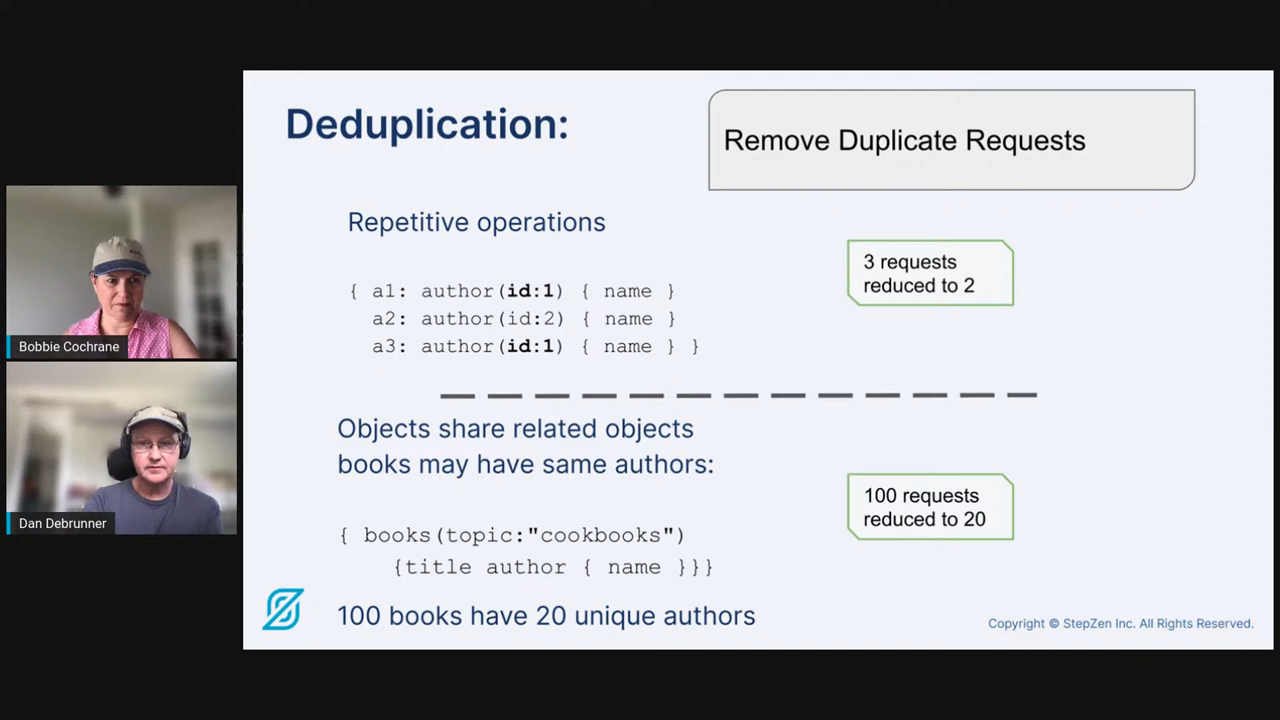 Deduplication:
Remove Duplicate Requests
Repetitive operations
{ a1: author(id:1) { name }
a2: author(id:2) { name }
a3: author(id:1) { name } }
3 requests
reduced to 2
Objects share related objects
books may have same authors:
{ books(topic:"cookbooks")
{title author { name }}}
100 requests
reduced to 20
100 books have 20 unique authors
Copyright © StepZen Inc. All Rights Reserved.
Bobbie Cochrane
Dan Debrunner